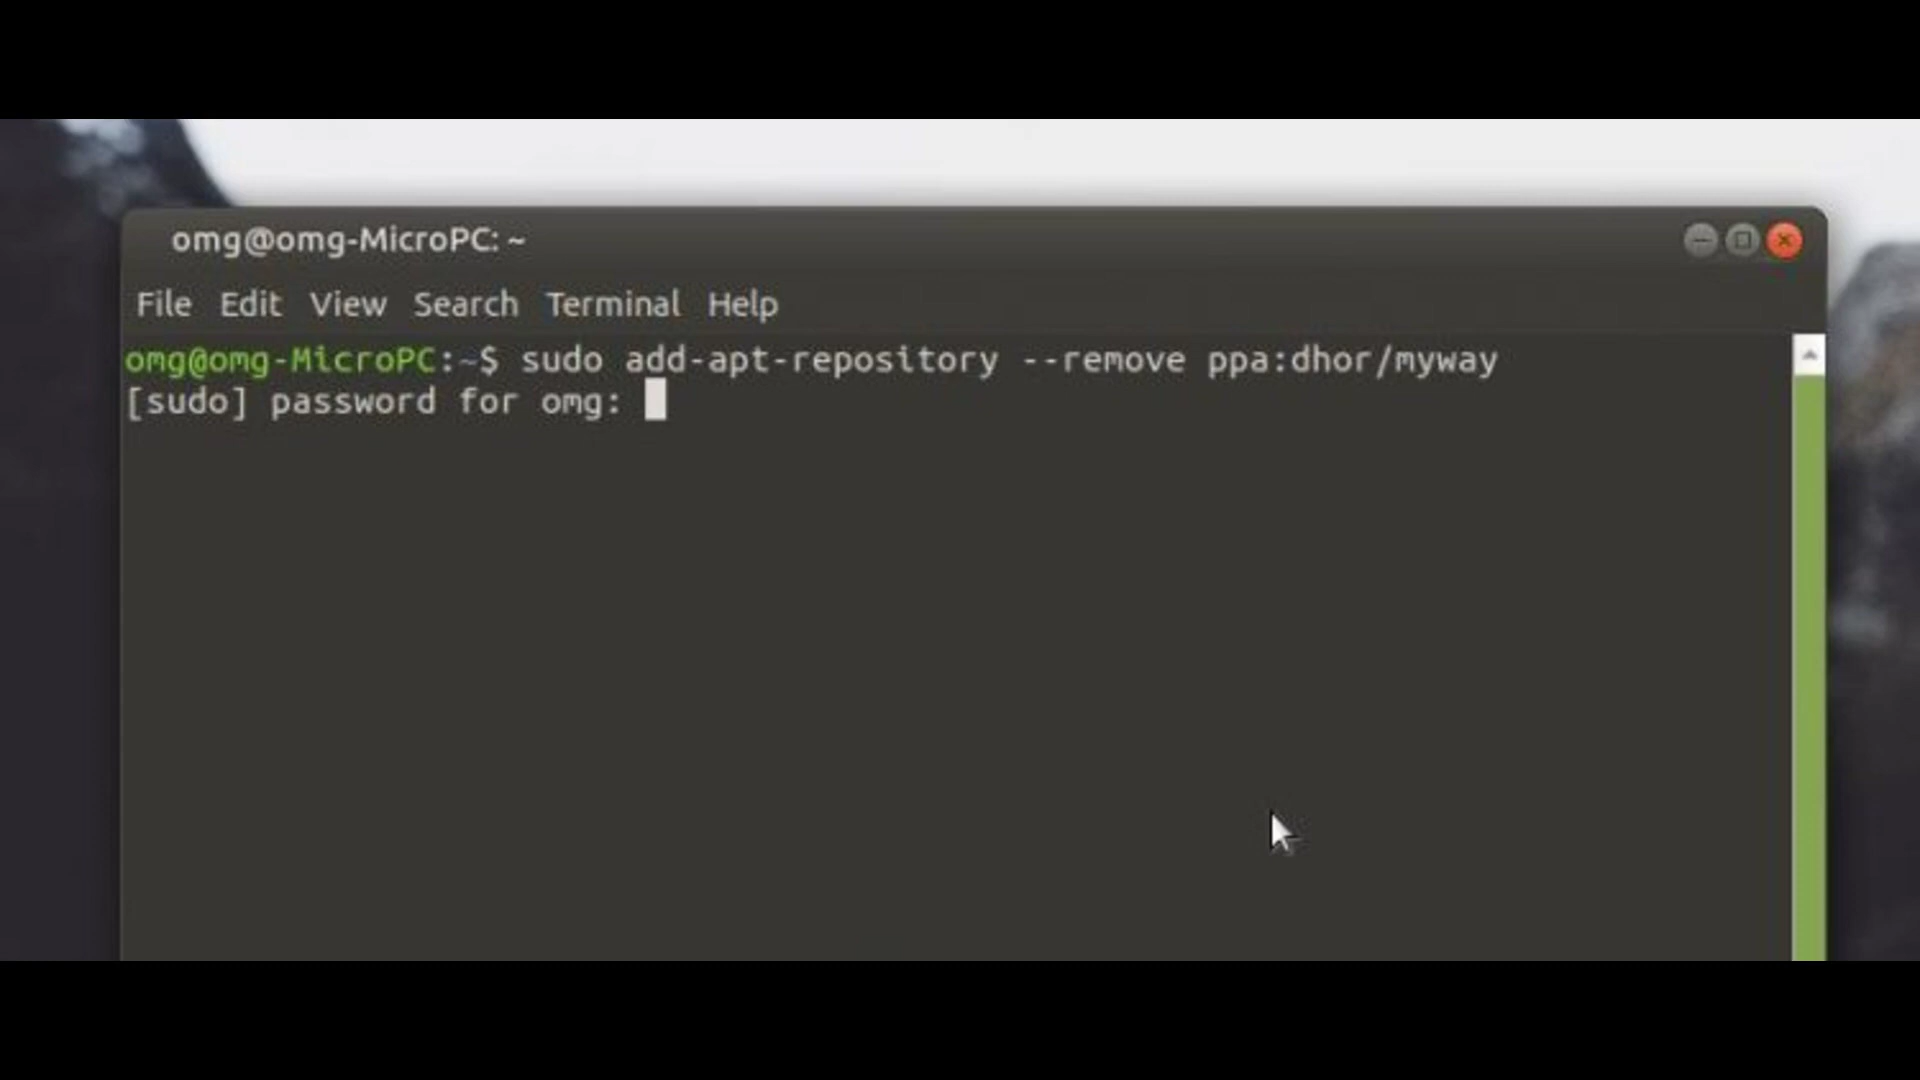 omg@omg-MicroPC: ~
File Edit View Search Terminal Help
omg@omg-MicroPC:~$ sudo add-apt-repository --remove ppa:dhor/myway
[sudo] password for omg: